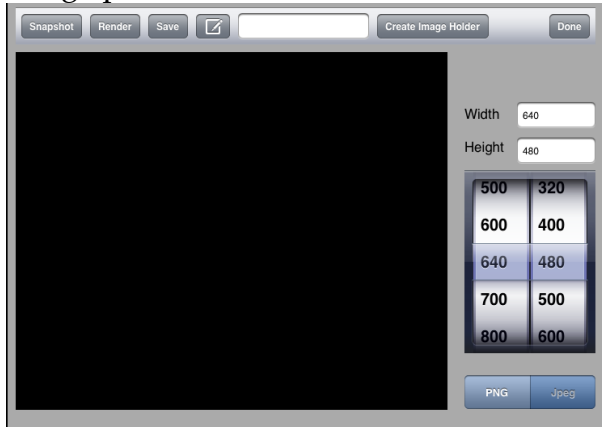 Snapshot Render Save Create Image Holder Done
Width 640
Height 480
500 320
600 400
640 480
700 500
800 600
PNG Jpeg